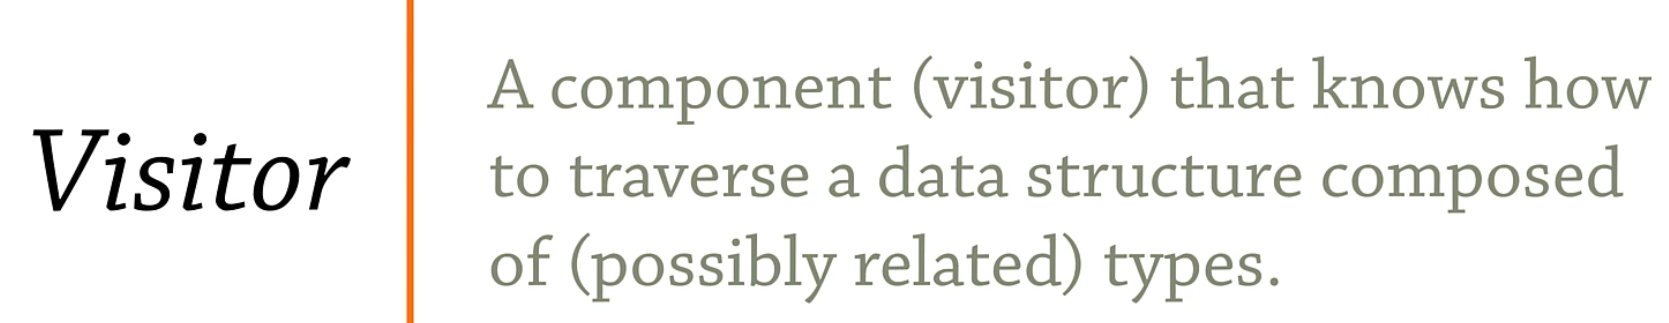 Visitor
A component (visitor) that knows how
to traverse a data structure composed
of (possibly related) types.